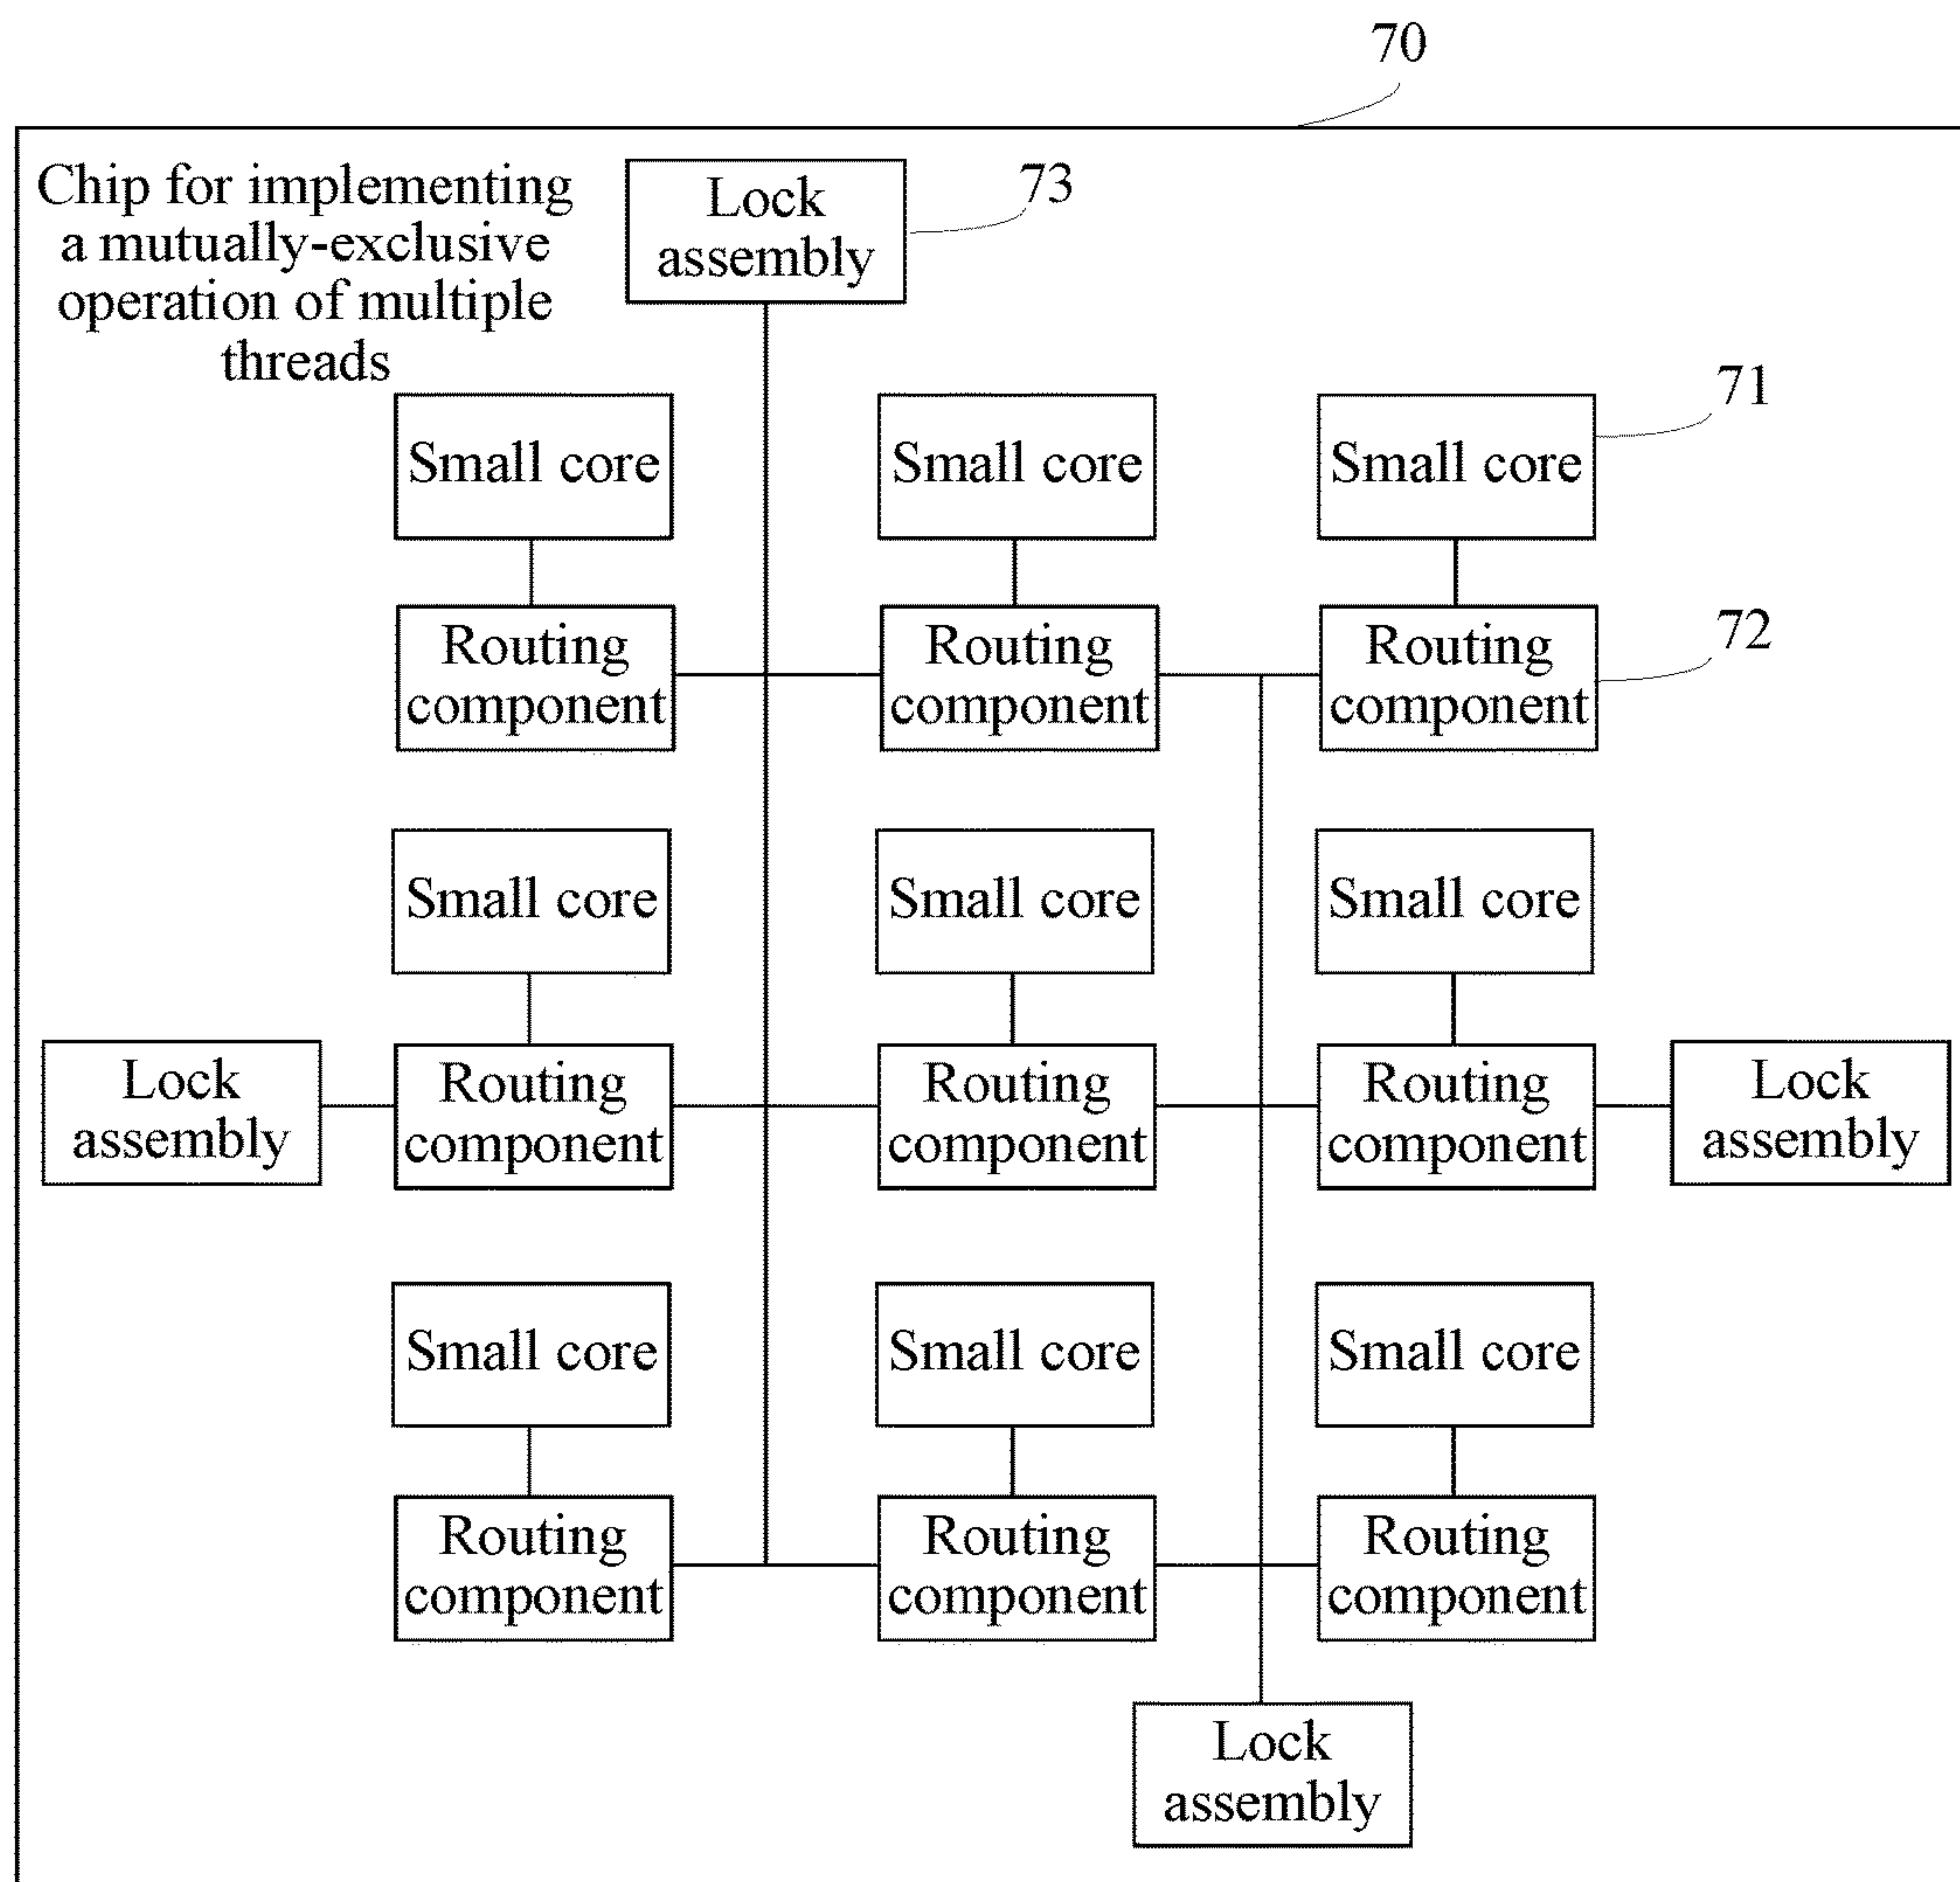 70
Chip for implementing
a mutually-exclusive
operation of multiple
threads
Lock
assembly
73
71
Small core
Small core
Small core
Routing
component
Routing
component
Routing
component
72
Small core
Small core
Small core
Lock
assembly
Routing
component
Routing
component
Routing
component
Lock
assembly
Small core
Small core
Small core
Routing
component
Routing
component
Routing
component
Lock
assembly